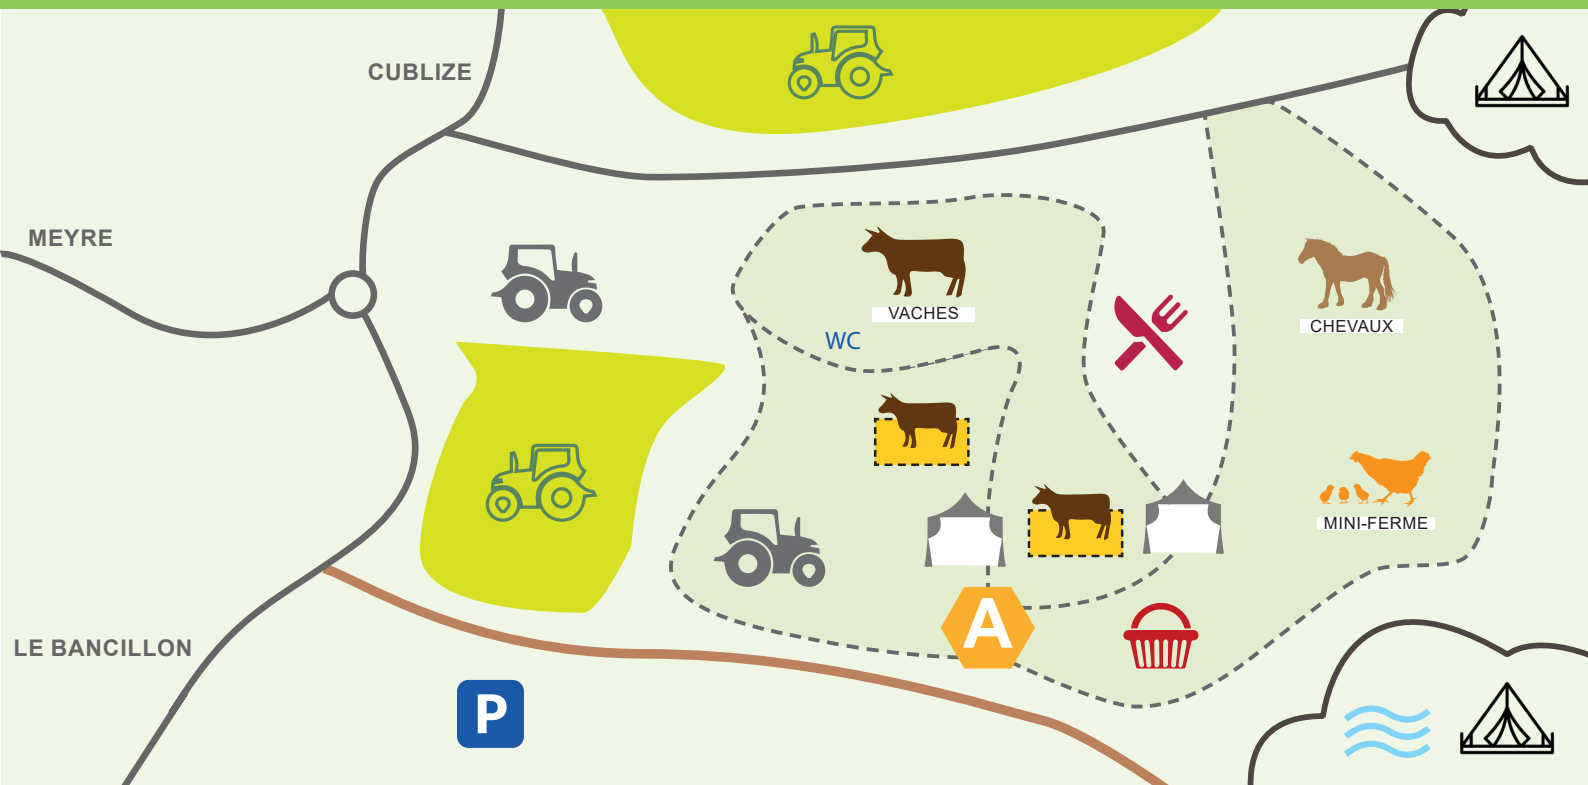 CUBLIZE
MEYRE
VACHES
CHEVAUX
WC
MINI-FERME
A
LE BANCILLON
P